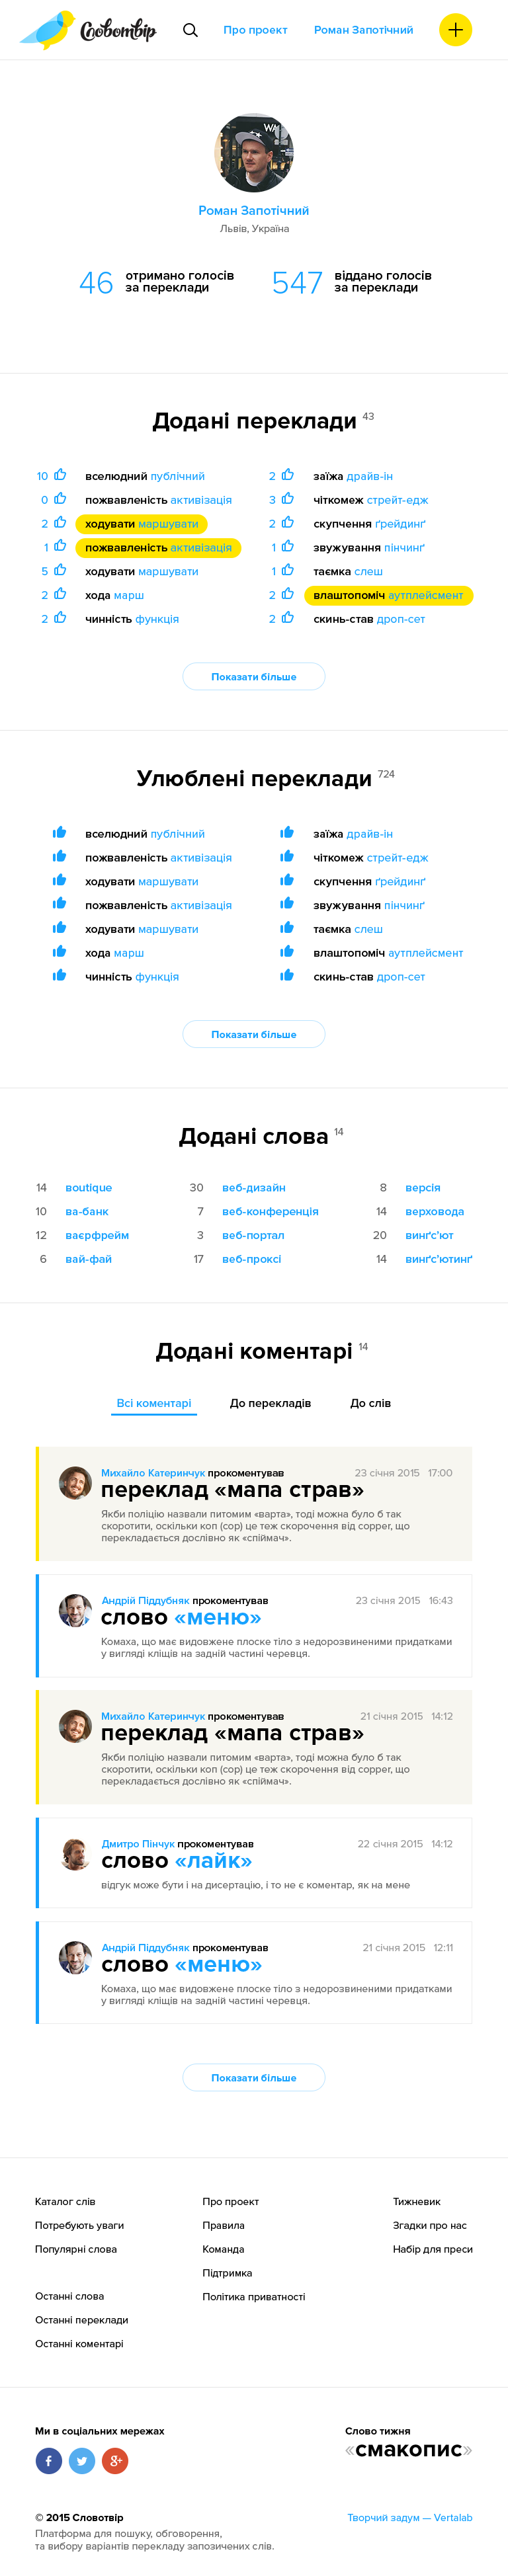 Словотвір
Про проект
Роман Запотічний
Роман Запотічний
Львів, Україна
46 отримано голосів
за переклади
547 віддано голосів
за переклади
Додані переклади 43
10 вселюдний публічний
0 пожвавленість активізація
2 ходувати маршувати
1 пожвавленість активізація
5 ходувати маршувати
2 хода марш
2 чинність функція
2 заїжа драйв-ін
3 чіткомеж стрейт-едж
2 скупчення ґрейдинґ
1 звужування пінчинґ
1 таємка слеш
2 влаштопоміч аутплейсмент
2 скинь-став дроп-сет
Показати більше
Улюблені переклади 724
вселюдний публічний
пожвавленість активізація
ходувати маршувати
пожвавленість активізація
ходувати маршувати
хода марш
чинність функція
заїжа драйв-ін
чіткомеж стрейт-едж
скупчення ґрейдинґ
звужування пінчинґ
таємка слеш
влаштопоміч аутплейсмент
скинь-став дроп-сет
Показати більше
Додані слова 14
14 вoutique
10 ва-банк
12 ваєрфрейм
6 вай-фай
30 веб-дизайн
7 веб-конференція
3 веб-портал
17 веб-проксі
8 версія
14 верховода
20 винґс’ют
14 винґс’ютинґ
Додані коментарі 14
Всі коментарі
До перекладів
До слів
Михайло Катеринчук прокоментував 23 січня 2015 17:00
переклад «мапа страв»
Якби поліцію назвали питомим «варта», тоді можна було б так
скоротити, оскільки коп (cop) це теж скорочення від copper, що
перекладається дослівно як «спіймач».
Андрій Піддубняк прокоментував 23 січня 2015 16:43
слово «меню»
Комаха, що має видовжене плоске тіло з недорозвиненими придатками
у вигляді кліщів на задній частині черевця.
Михайло Катеринчук прокоментував 21 січня 2015 14:12
переклад «мапа страв»
Якби поліцію назвали питомим «варта», тоді можна було б так
скоротити, оскільки коп (cop) це теж скорочення від copper, що
перекладається дослівно як «спіймач».
Дмитро Пінчук прокоментував 22 січня 2015 14:12
слово «лайк»
відгук може бути і на дисертацію, і то не є коментар, як на мене
Андрій Піддубняк прокоментував 21 січня 2015 12:11
слово «меню»
Комаха, що має видовжене плоске тіло з недорозвиненими придатками
у вигляді кліщів на задній частині черевця.
Показати більше
Каталог слів
Потребують уваги
Популярні слова
Останні слова
Останні переклади
Останні коментарі
Про проект
Правила
Команда
Підтримка
Політика приватності
Тижневик
Згадки про нас
Набір для преси
Ми в соціальних мережах
Слово тижня
«смакопис»
© 2015 Словотвір
Платформа для пошуку, обговорення,
та вибору варіантів перекладу запозичених слів.
Творчий задум — Vertalab